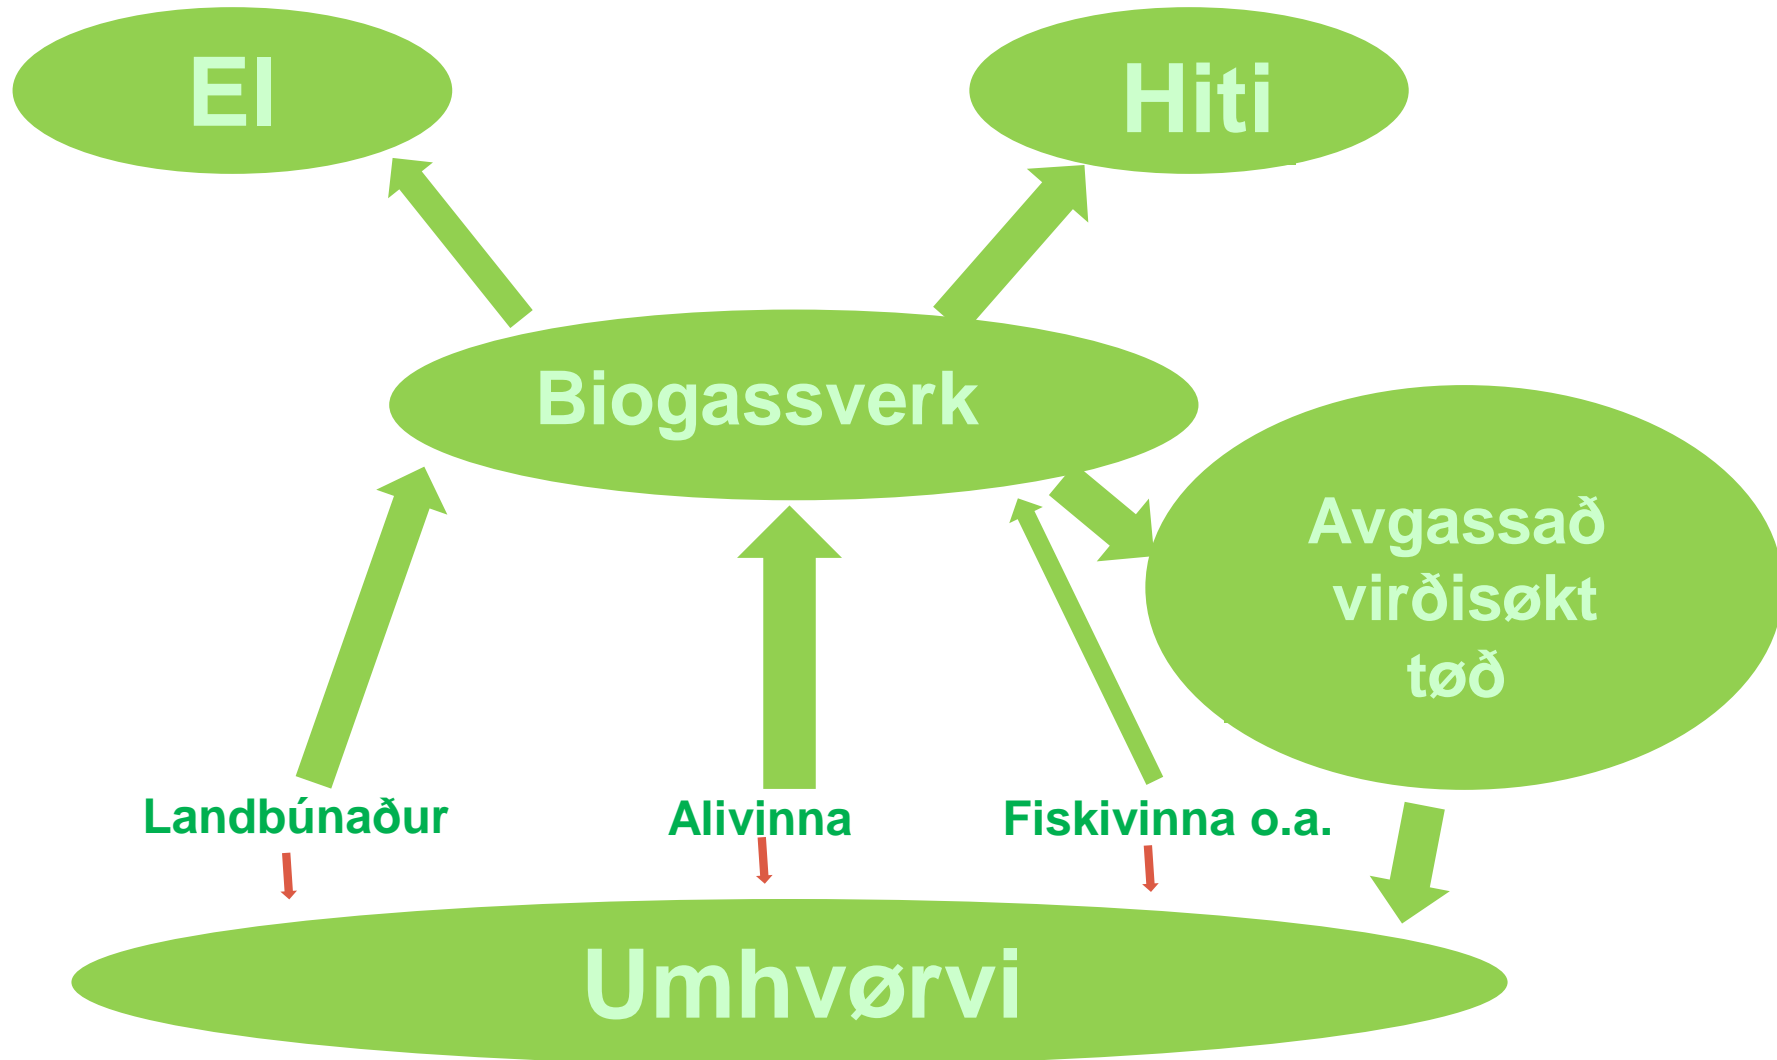 El
Hiti
Biogassverk
Avgassað
virðisøkt
tøð
Landbúnaður
Alivinna
Fiskivinna o.a.
Umhvørvi